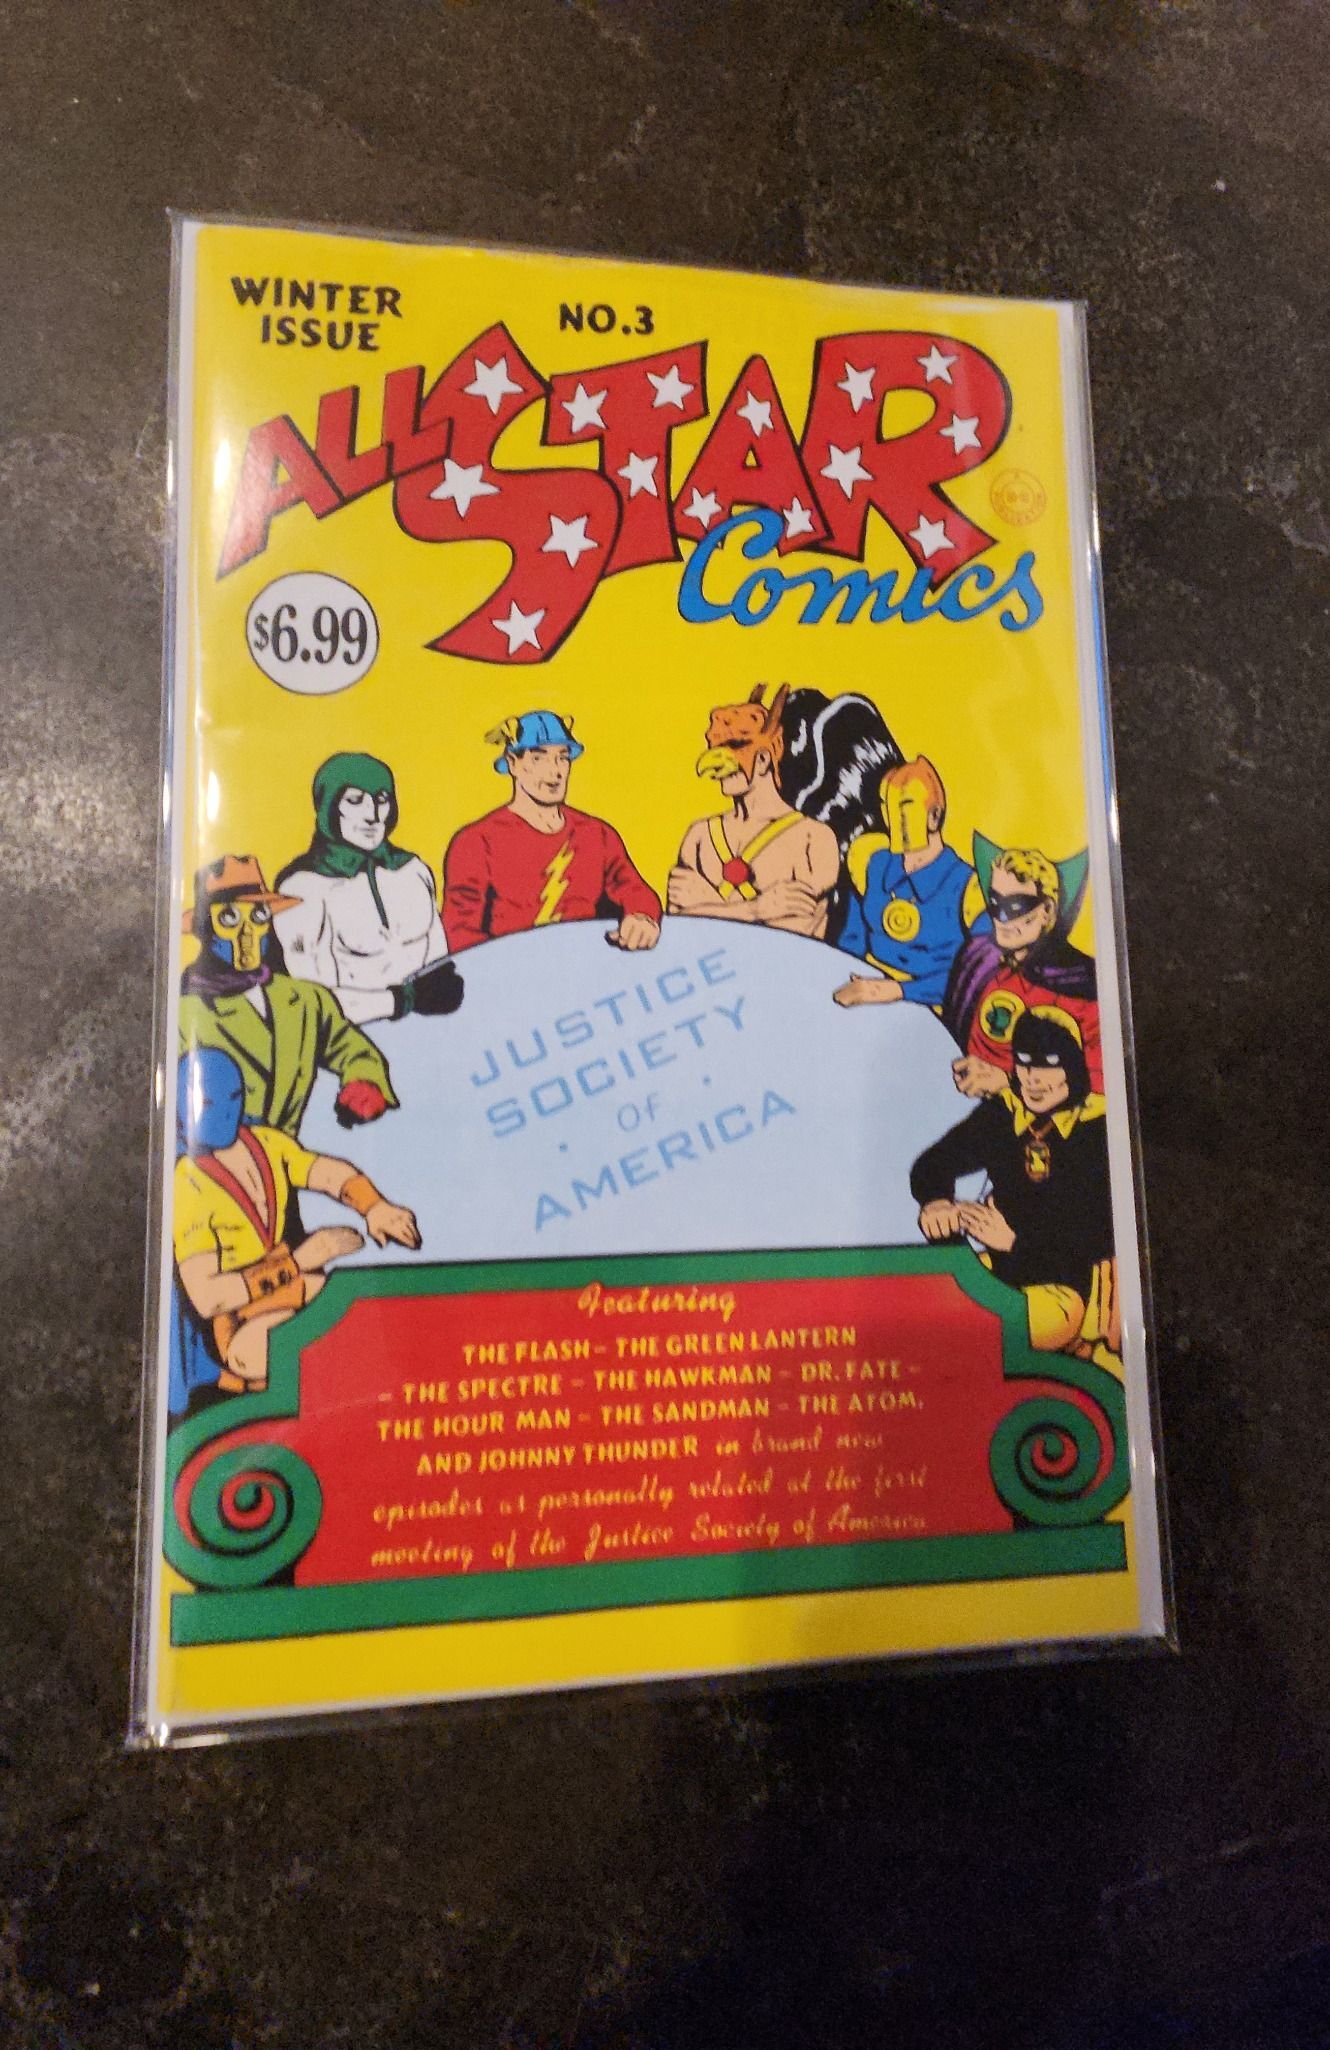 WINTER
ISSUE
NO.3
ALL STAR
Comics
$6.99
JUSTICE
SOCIETY
OF
AMERICA
Featuring
THE FLASH – THE GREEN LANTERN
– THE SPECTRE – THE HAWKMAN – DR. FATE –
THE HOUR MAN – THE SANDMAN – THE ATOM,
AND JOHNNY THUNDER in brand new
episodes as personally related at the first
meeting of the Justice Society of America